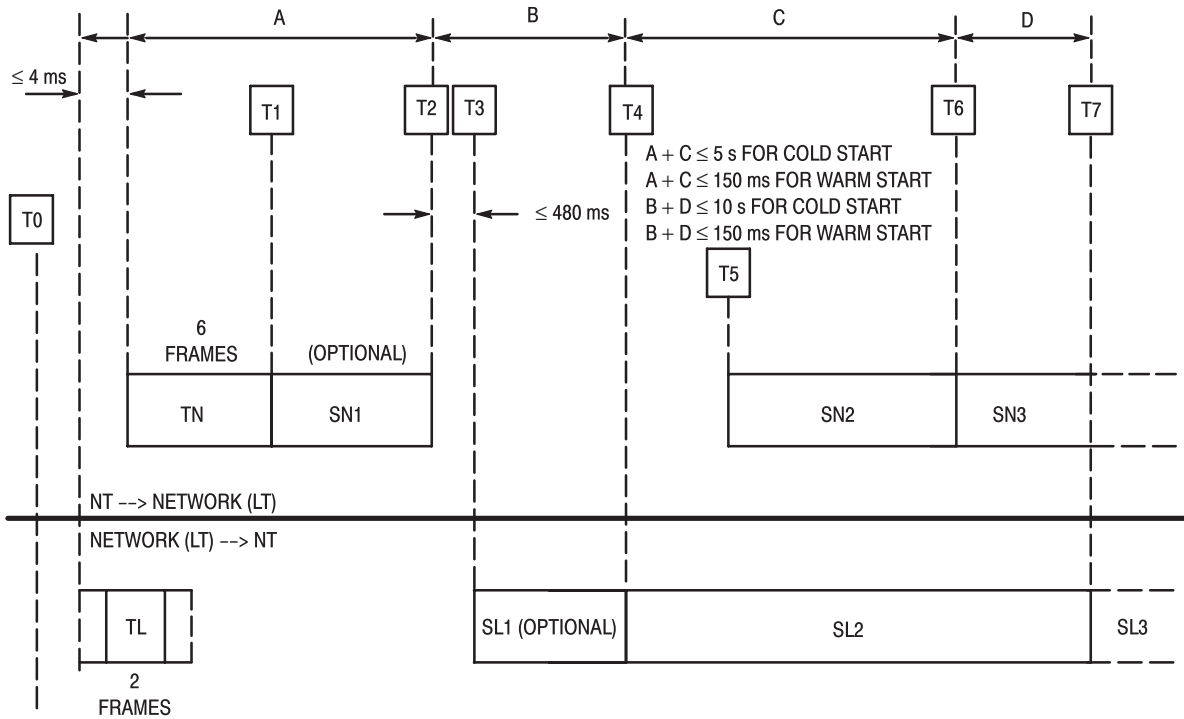 A
B
C
D
≤ 4 ms
T1
T2
T3
T4
T6
T7
A + C ≤ 5 s FOR COLD START
A + C ≤ 150 ms FOR WARM START
B + D ≤ 10 s FOR COLD START
B + D ≤ 150 ms FOR WARM START
T0
≤ 480 ms
T5
6
FRAMES
(OPTIONAL)
TN
SN1
SN2
SN3
NT --> NETWORK (LT)
NETWORK (LT) --> NT
TL
SL1 (OPTIONAL)
SL2
SL3
2
FRAMES